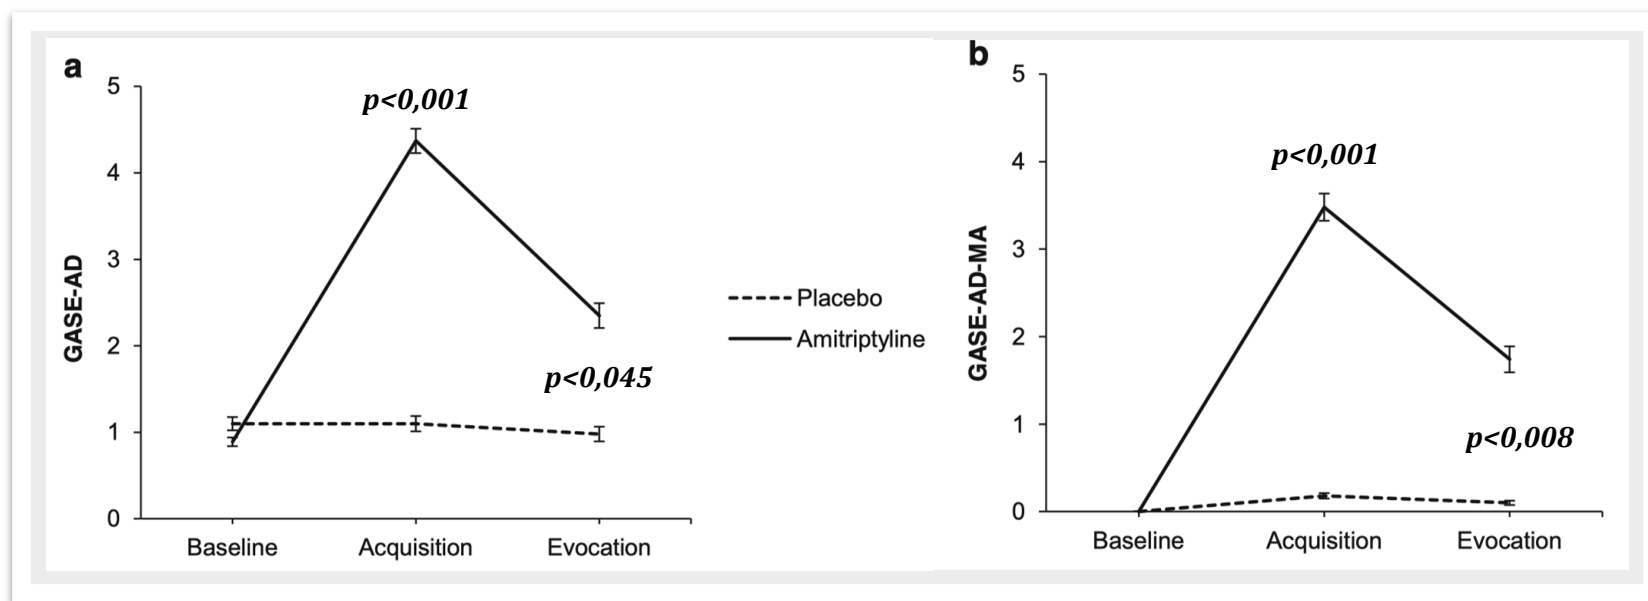 a
GASE-AD
5
4
3
2
1
0
p<0,001
p<0,045
Baseline
Acquisition
Evocation
Placebo
Amitriptyline
b
GASE-AD-MA
5
4
3
2
1
0
p<0,001
p<0,008
Baseline
Acquisition
Evocation